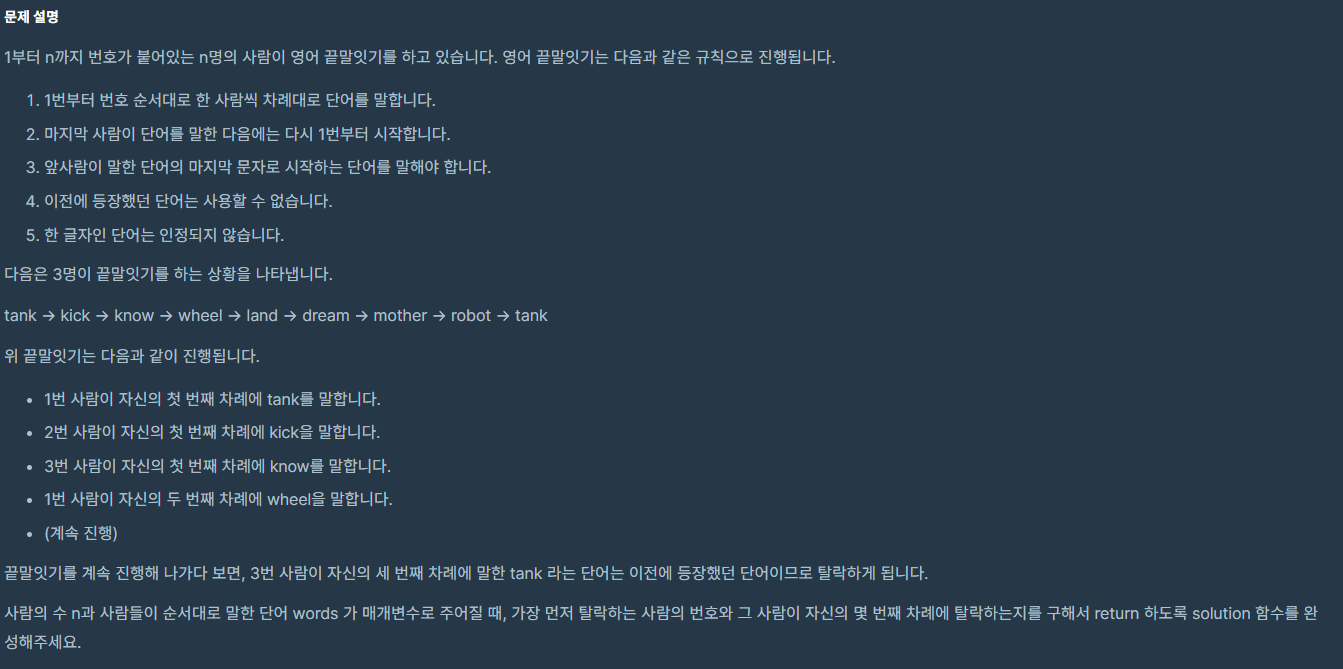 문제 설명
1부터 n까지 번호가 붙어있는 n명의 사람이 영어 끝말잇기를 하고 있습니다. 영어 끝말잇기는 다음과 같은 규칙으로 진행됩니다.
1. 1번부터 번호 순서대로 한 사람씩 차례대로 단어를 말합니다.
2. 마지막 사람이 단어를 말한 다음에는 다시 1번부터 시작합니다.
3. 앞사람이 말한 단어의 마지막 문자로 시작하는 단어를 말해야 합니다.
4. 이전에 등장했던 단어는 사용할 수 없습니다.
5. 한 글자인 단어는 인정되지 않습니다.
다음은 3명이 끝말잇기를 하는 상황을 나타냅니다.
tank → kick → know → wheel → land → dream → mother → robot → tank
위 끝말잇기는 다음과 같이 진행됩니다.
• 1번 사람이 자신의 첫 번째 차례에 tank를 말합니다.
• 2번 사람이 자신의 첫 번째 차례에 kick을 말합니다.
• 3번 사람이 자신의 첫 번째 차례에 know를 말합니다.
• 1번 사람이 자신의 두 번째 차례에 wheel을 말합니다.
• (계속 진행)
끝말잇기를 계속 진행해 나가다 보면, 3번 사람이 자신의 세 번째 차례에 말한 tank 라는 단어는 이전에 등장했던 단어이므로 탈락하게 됩니다.
사람의 수 n과 사람들이 순서대로 말한 단어 words 가 매개변수로 주어질 때, 가장 먼저 탈락하는 사람의 번호와 그 사람이 자신의 몇 번째 차례에 탈락하는지를 구해서 return 하도록 solution 함수를 완
성해주세요.